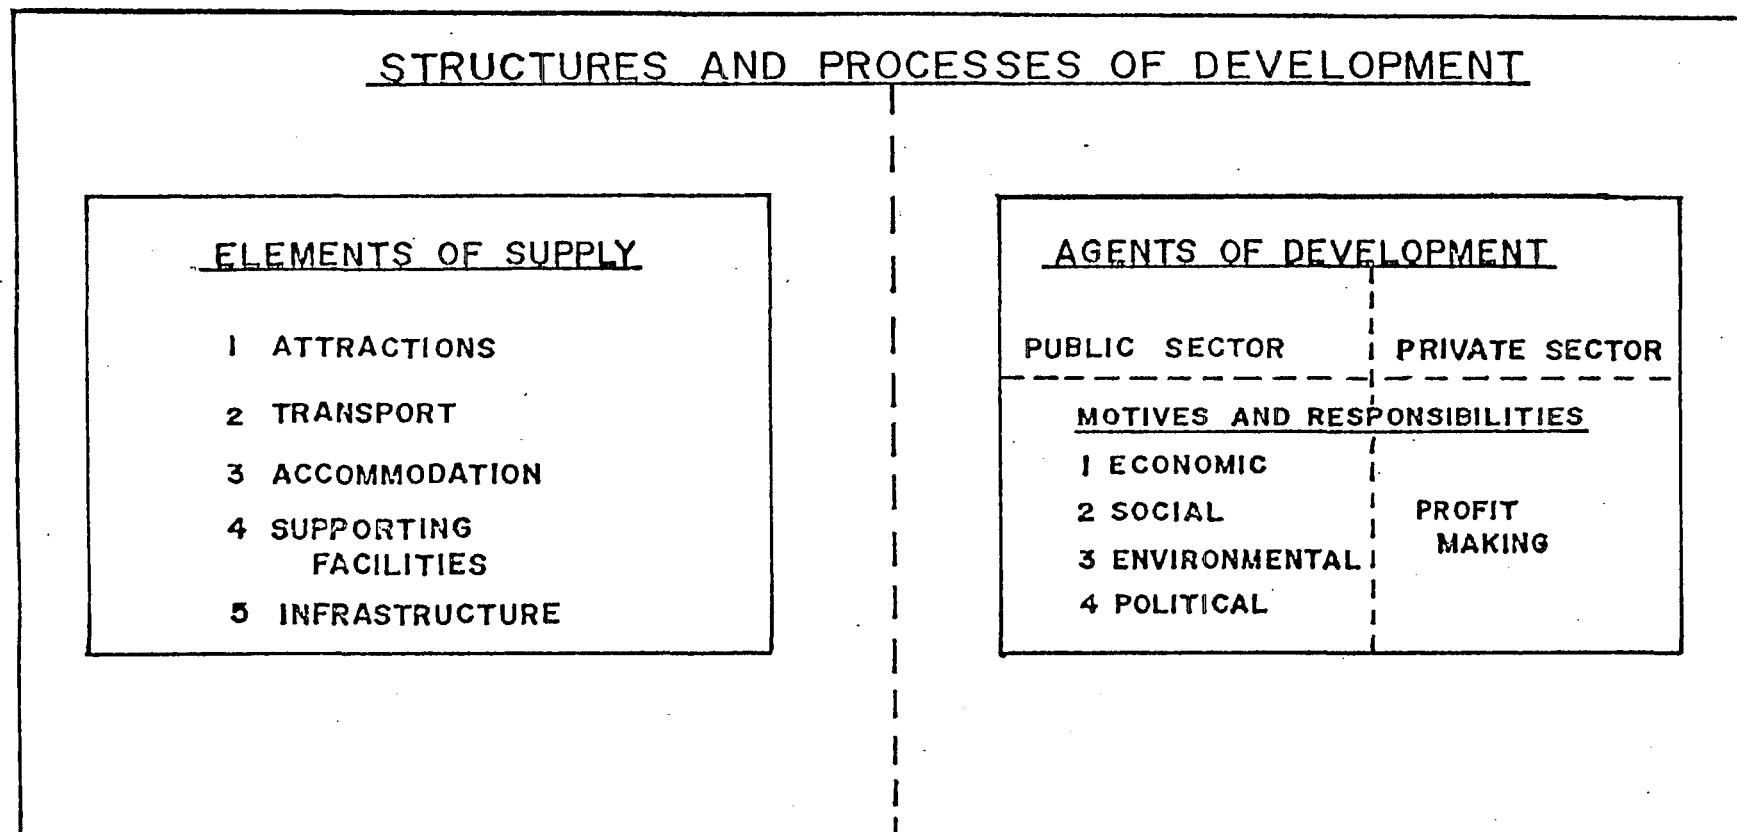 STRUCTURES AND PROCESSES OF DEVELOPMENT
ELEMENTS OF SUPPLY
1 ATTRACTIONS
2 TRANSPORT
3 ACCOMMODATION
4 SUPPORTING
FACILITIES
5 INFRASTRUCTURE
AGENTS OF DEVELOPMENT
PUBLIC SECTOR PRIVATE SECTOR
MOTIVES AND RESPONSIBILITIES
1 ECONOMIC
2 SOCIAL
3 ENVIRONMENTAL
4 POLITICAL
PROFIT
MAKING